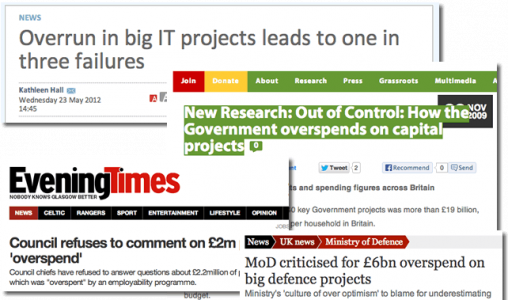 NEWS
Overrun in big IT projects leads to one in
three failures
Kathleen Hall
Wednesday 23 May 2012
14:45
Join Donate About Research Press Grassroots Multimedia
New Research: Out of Control: How the
Government overspends on capital
projects 0
NOV
2009
Tweet 2 Recommend 0 Send
ts and spending figures across Britain
0 key Government projects was more than £19 billion,
er household in Britain.
EveningTimes
NOBODY KNOWS GLASGOW BETTER
NEWS CELTIC RANGERS SPORT ENTERTAINMENT LIFESTYLE OPINION
Council refuses to comment on £2m
'overspend'
Council chiefs have refused to answer questions about £2.2million of
which was "overspent" by an employability programme.
budget.
News UK news Ministry of Defence
MoD criticised for £6bn overspend on
big defence projects
Ministry's 'culture of over optimism' to blame for underestimating